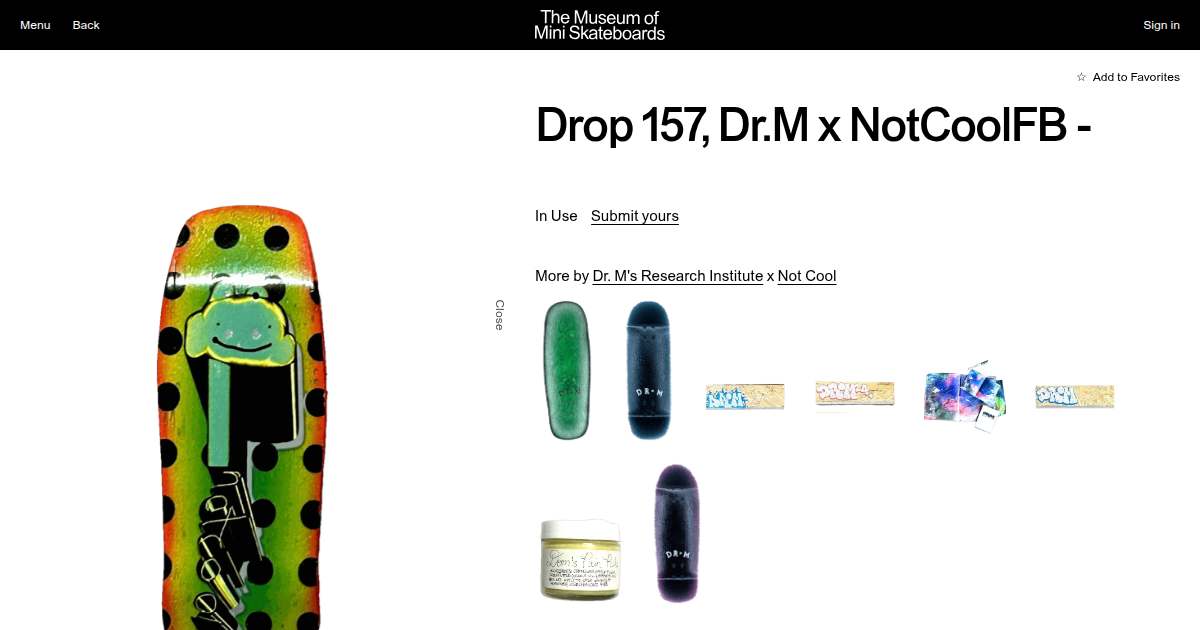 Menu
Back
The Museum of
Mini Skateboards
Sign in
☆ Add to Favorites
Drop 157, Dr.M x NotCoolFB -
In Use
Submit yours
More by Dr. M's Research Institute x Not Cool
Close
DR·M
DR·M